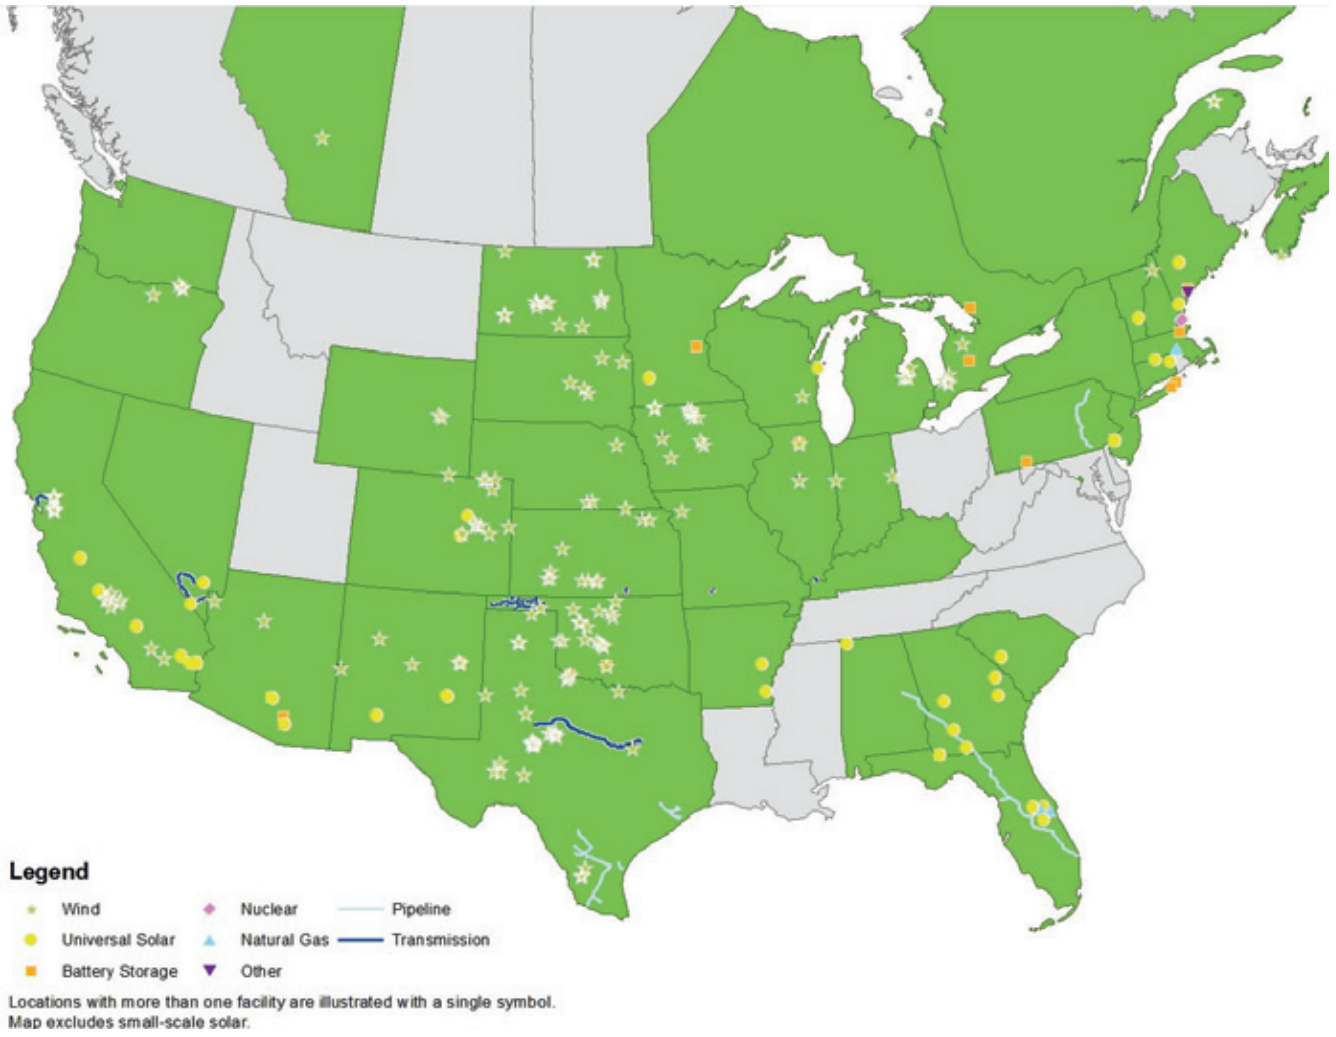 Legend
Wind
Nuclear
Pipeline
Universal Solar
Natural Gas
Transmission
Battery Storage
Other
Locations with more than one facility are illustrated with a single symbol.
Map excludes small-scale solar.